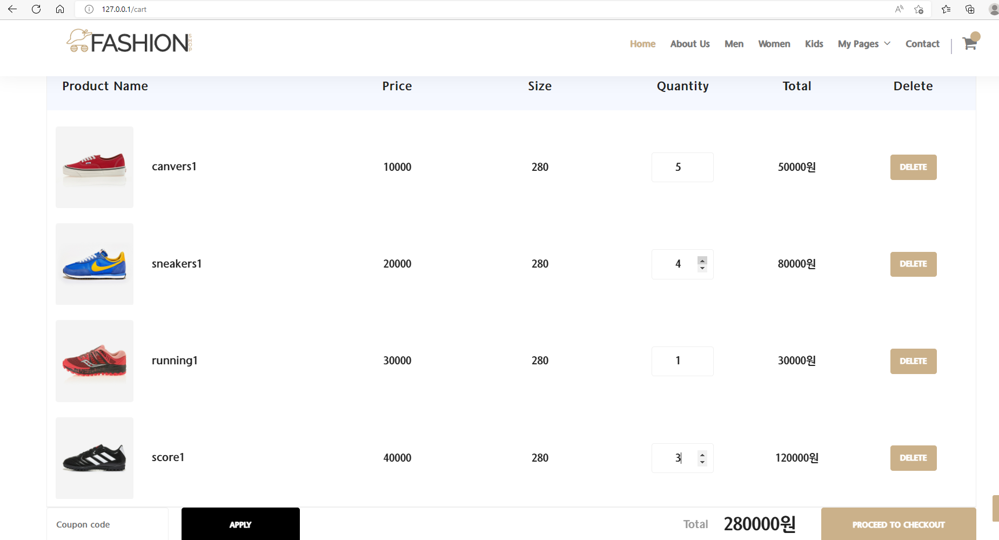 127.0.0.1/cart
FASHION SHOP
Home About Us Men Women Kids My Pages Contact
Product Name Price Size Quantity Total Delete
canvers1 10000 280 5 50000원 DELETE
sneakers1 20000 280 4 80000원 DELETE
running1 30000 280 1 30000원 DELETE
score1 40000 280 3 120000원 DELETE
Coupon code APPLY Total 280000원 PROCEED TO CHECKOUT